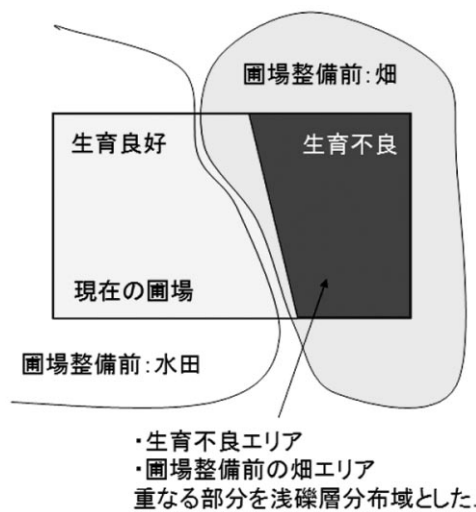 圃場整備前：畑
生育良好
生育不良
現在の圃場
圃場整備前：水田
・生育不良エリア
・圃場整備前の畑エリア
重なる部分を浅礫層分布域とした．